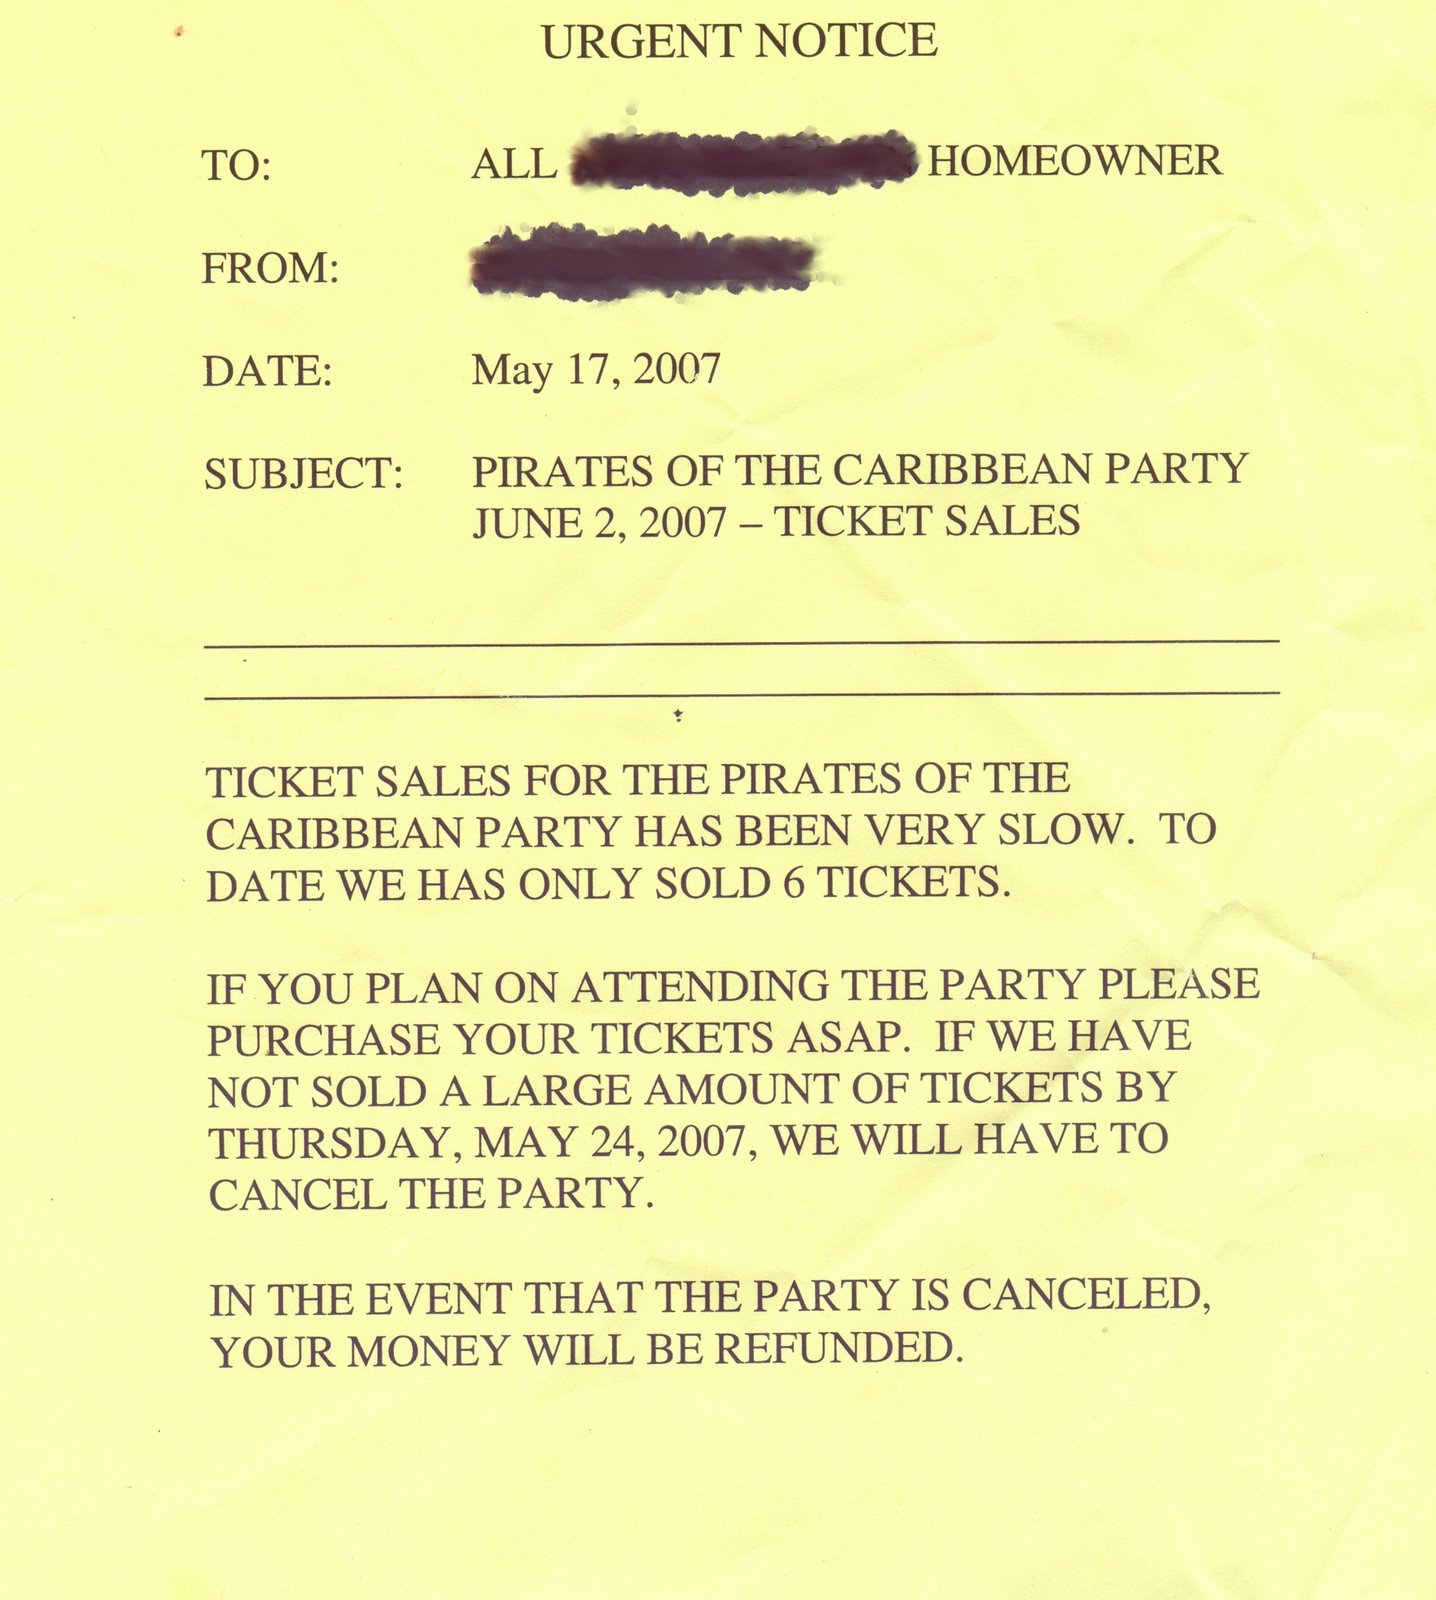 URGENT NOTICE
TO: ALL HOMEOWNER
FROM:
DATE: May 17, 2007
SUBJECT: PIRATES OF THE CARIBBEAN PARTY
JUNE 2, 2007 – TICKET SALES
TICKET SALES FOR THE PIRATES OF THE
CARIBBEAN PARTY HAS BEEN VERY SLOW. TO
DATE WE HAS ONLY SOLD 6 TICKETS.
IF YOU PLAN ON ATTENDING THE PARTY PLEASE
PURCHASE YOUR TICKETS ASAP. IF WE HAVE
NOT SOLD A LARGE AMOUNT OF TICKETS BY
THURSDAY, MAY 24, 2007, WE WILL HAVE TO
CANCEL THE PARTY.
IN THE EVENT THAT THE PARTY IS CANCELED,
YOUR MONEY WILL BE REFUNDED.